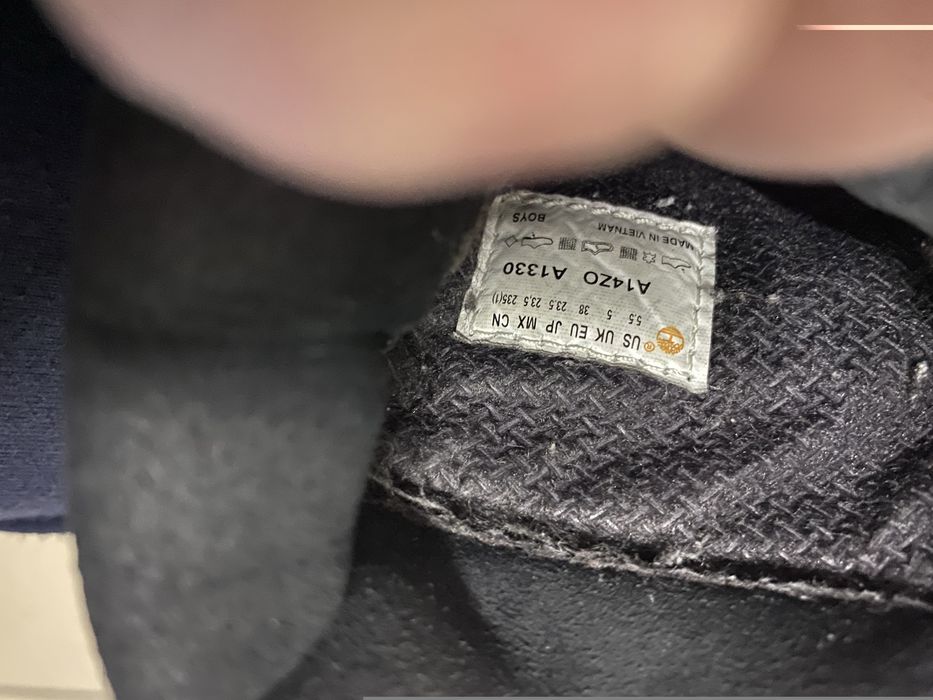 ®
US UK EU JP MX CN
5.5 5 38 23.5 23.5 235(1)
A14ZO A1330
MADE IN VIETNAM BOYS